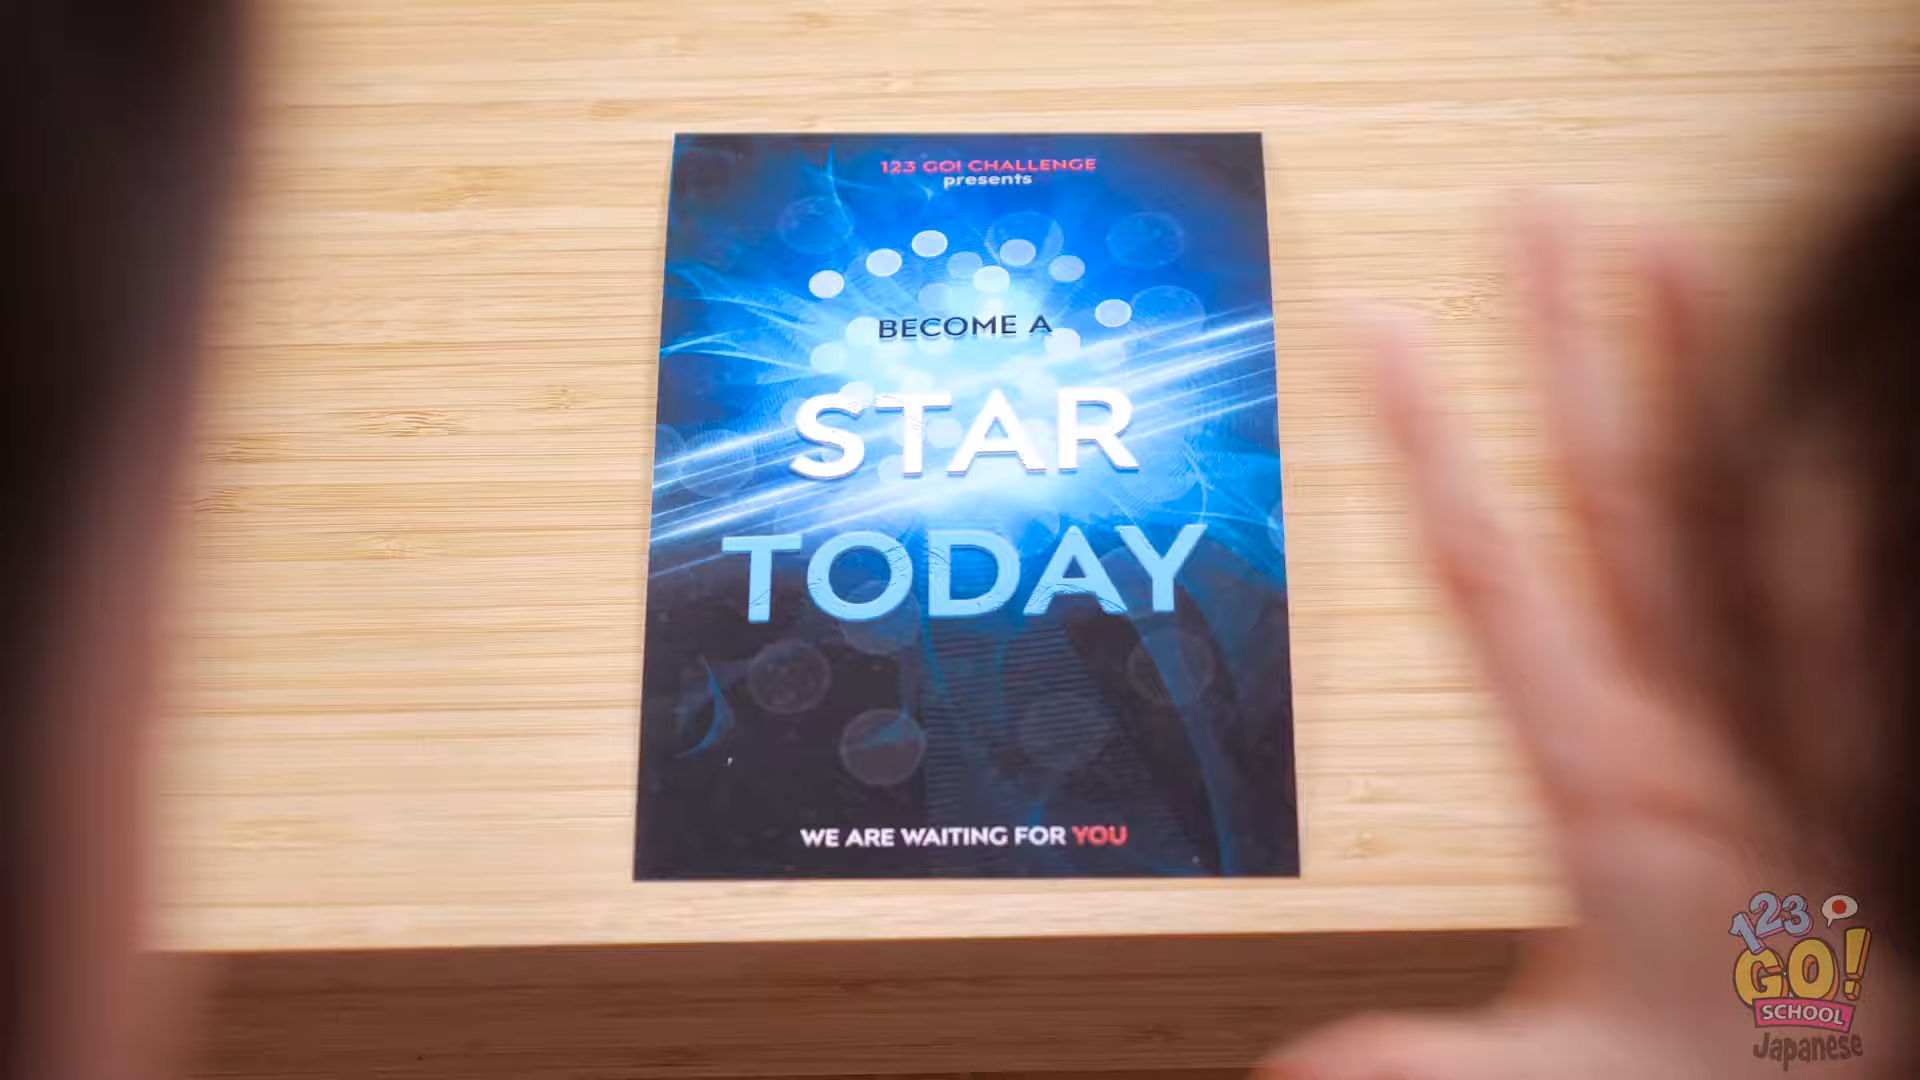 123 GO! CHALLENGE
presents
BECOME A
STAR
TODAY
WE ARE WAITING FOR YOU
123
GO!
SCHOOL
Japanese